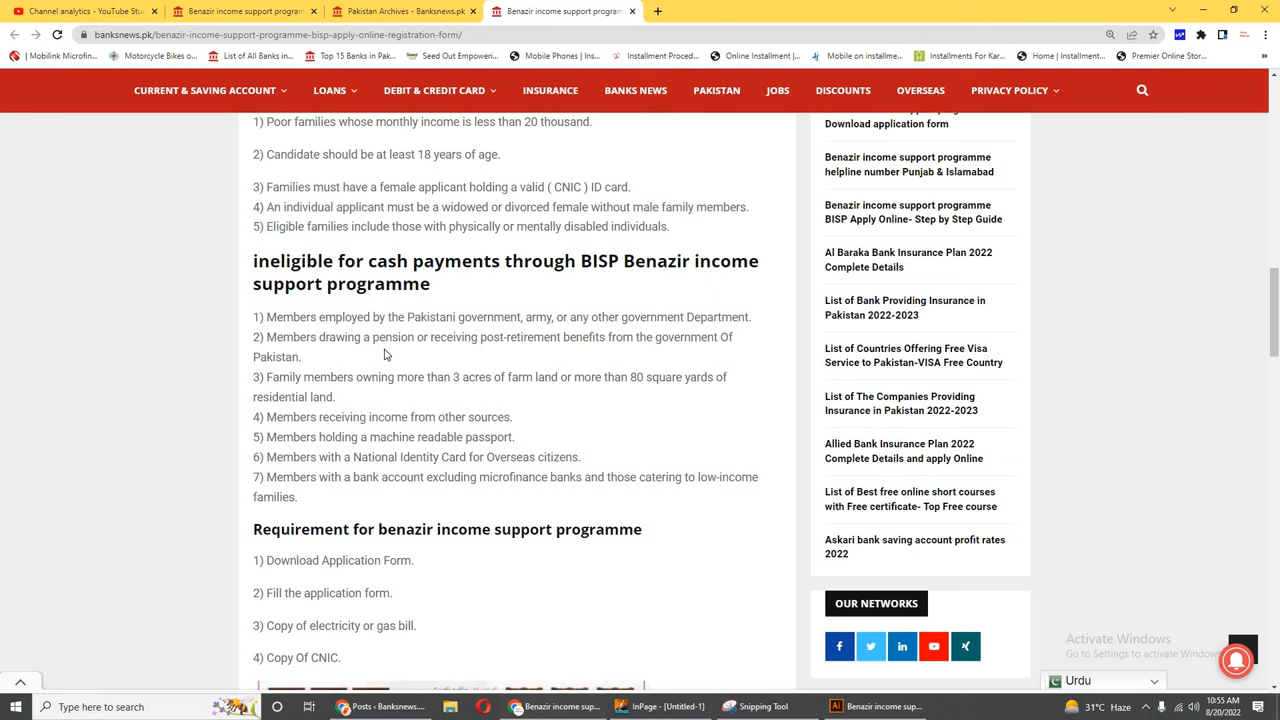 Channel analytics - YouTube Stu
Benazir income support program
Pakistan Archives - Banksnews.pk
Benazir income support program
banksnews.pk/benazir-income-support-programme-bisp-apply-online-registration-form/
| Mobilink Microfin...
Motorcycle Bikes o...
List of All Banks in...
Top 15 Banks in Pak...
Seed Out Empoweri...
Mobile Phones | Ins...
Installment Proced...
Online Installment |...
Mobile on installme...
Installments For Kar...
Home | Installment...
Premier Online Stor...
»
CURRENT & SAVING ACCOUNT
LOANS
DEBIT & CREDIT CARD
INSURANCE
BANKS NEWS
PAKISTAN
JOBS
DISCOUNTS
OVERSEAS
PRIVACY POLICY
1) Poor families whose monthly income is less than 20 thousand.
2) Candidate should be at least 18 years of age.
3) Families must have a female applicant holding a valid ( CNIC ) ID card.
4) An individual applicant must be a widowed or divorced female without male family members.
5) Eligible families include those with physically or mentally disabled individuals.
ineligible for cash payments through BISP Benazir income
support programme
1) Members employed by the Pakistani government, army, or any other government Department.
2) Members drawing a pension or receiving post-retirement benefits from the government Of
Pakistan.
3) Family members owning more than 3 acres of farm land or more than 80 square yards of
residential land.
4) Members receiving income from other sources.
5) Members holding a machine readable passport.
6) Members with a National Identity Card for Overseas citizens.
7) Members with a bank account excluding microfinance banks and those catering to low-income
families.
Requirement for benazir income support programme
1) Download Application Form.
2) Fill the application form.
3) Copy of electricity or gas bill.
4) Copy Of CNIC.
Download application form
Benazir income support programme
helpline number Punjab & Islamabad
Benazir income support programme
BISP Apply Online- Step by Step Guide
Al Baraka Bank Insurance Plan 2022
Complete Details
List of Bank Providing Insurance in
Pakistan 2022-2023
List of Countries Offering Free Visa
Service to Pakistan-VISA Free Country
List of The Companies Providing
Insurance in Pakistan 2022-2023
Allied Bank Insurance Plan 2022
Complete Details and apply Online
List of Best free online short courses
with Free certificate- Top Free course
Askari bank saving account profit rates
2022
OUR NETWORKS
Activate Windows
Go to Settings to activate Windows
Urdu
Type here to search
Posts ‹ Banksnews....
Benazir income sup...
InPage - [Untitled-1]
Snipping Tool
Benazir income sup...
31°C Haze
10:55 AM
8/20/2022